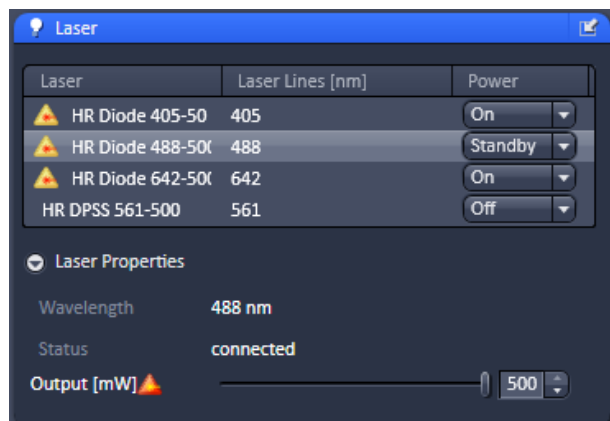 Laser
Laser Laser Lines [nm] Power
HR Diode 405-50 405 On
HR Diode 488-500 488 Standby
HR Diode 642-500 642 On
HR DPSS 561-500 561 Off
Laser Properties
Wavelength 488 nm
Status connected
Output [mW] 500